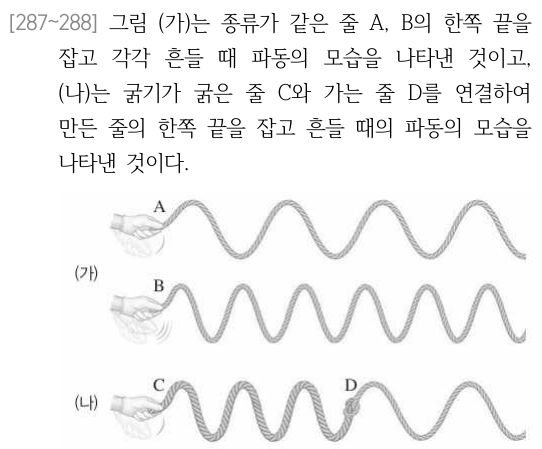 [287~288] 그림 (가)는 종류가 같은 줄 A, B의 한쪽 끝을
잡고 각각 흔들 때 파동의 모습을 나타낸 것이고,
(나)는 굵기가 굵은 줄 C와 가는 줄 D를 연결하여
만든 줄의 한쪽 끝을 잡고 흔들 때의 파동의 모습을
나타낸 것이다.
A
(가)
B
C
D
(나)